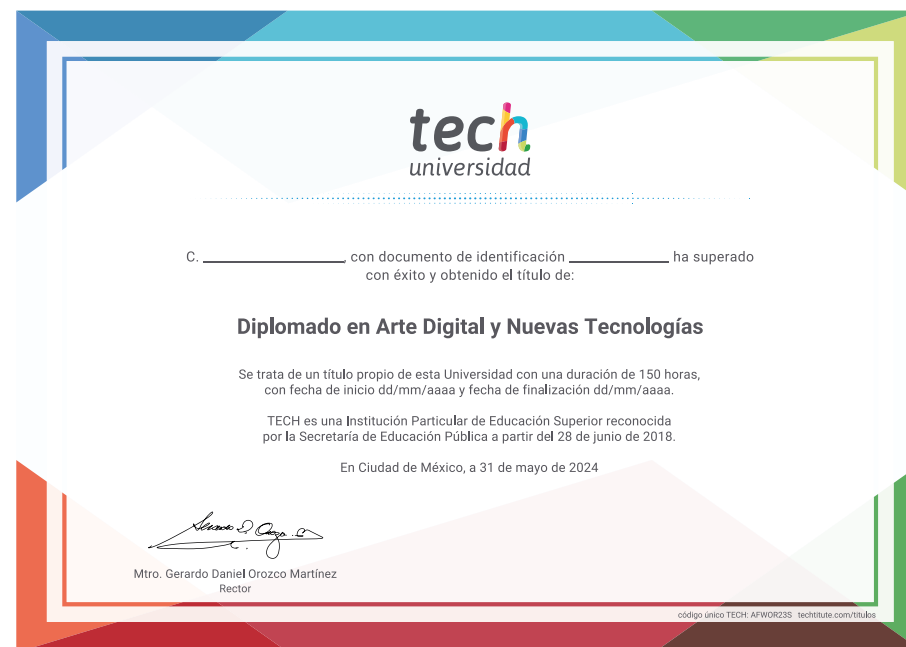 tech
universidad
C. ____________, con documento de identificación __________ ha superado
con éxito y obtenido el título de:
Diplomado en Arte Digital y Nuevas Tecnologías
Se trata de un título propio de esta Universidad con una duración de 150 horas,
con fecha de inicio dd/mm/aaaa y fecha de finalización dd/mm/aaaa.
TECH es una Institución Particular de Educación Superior reconocida
por la Secretaría de Educación Pública a partir del 28 de junio de 2018.
En Ciudad de México, a 31 de mayo de 2024
Mtro. Gerardo Daniel Orozco Martínez
Rector
código único TECH: AFWOR23S techtitute.com/titulos